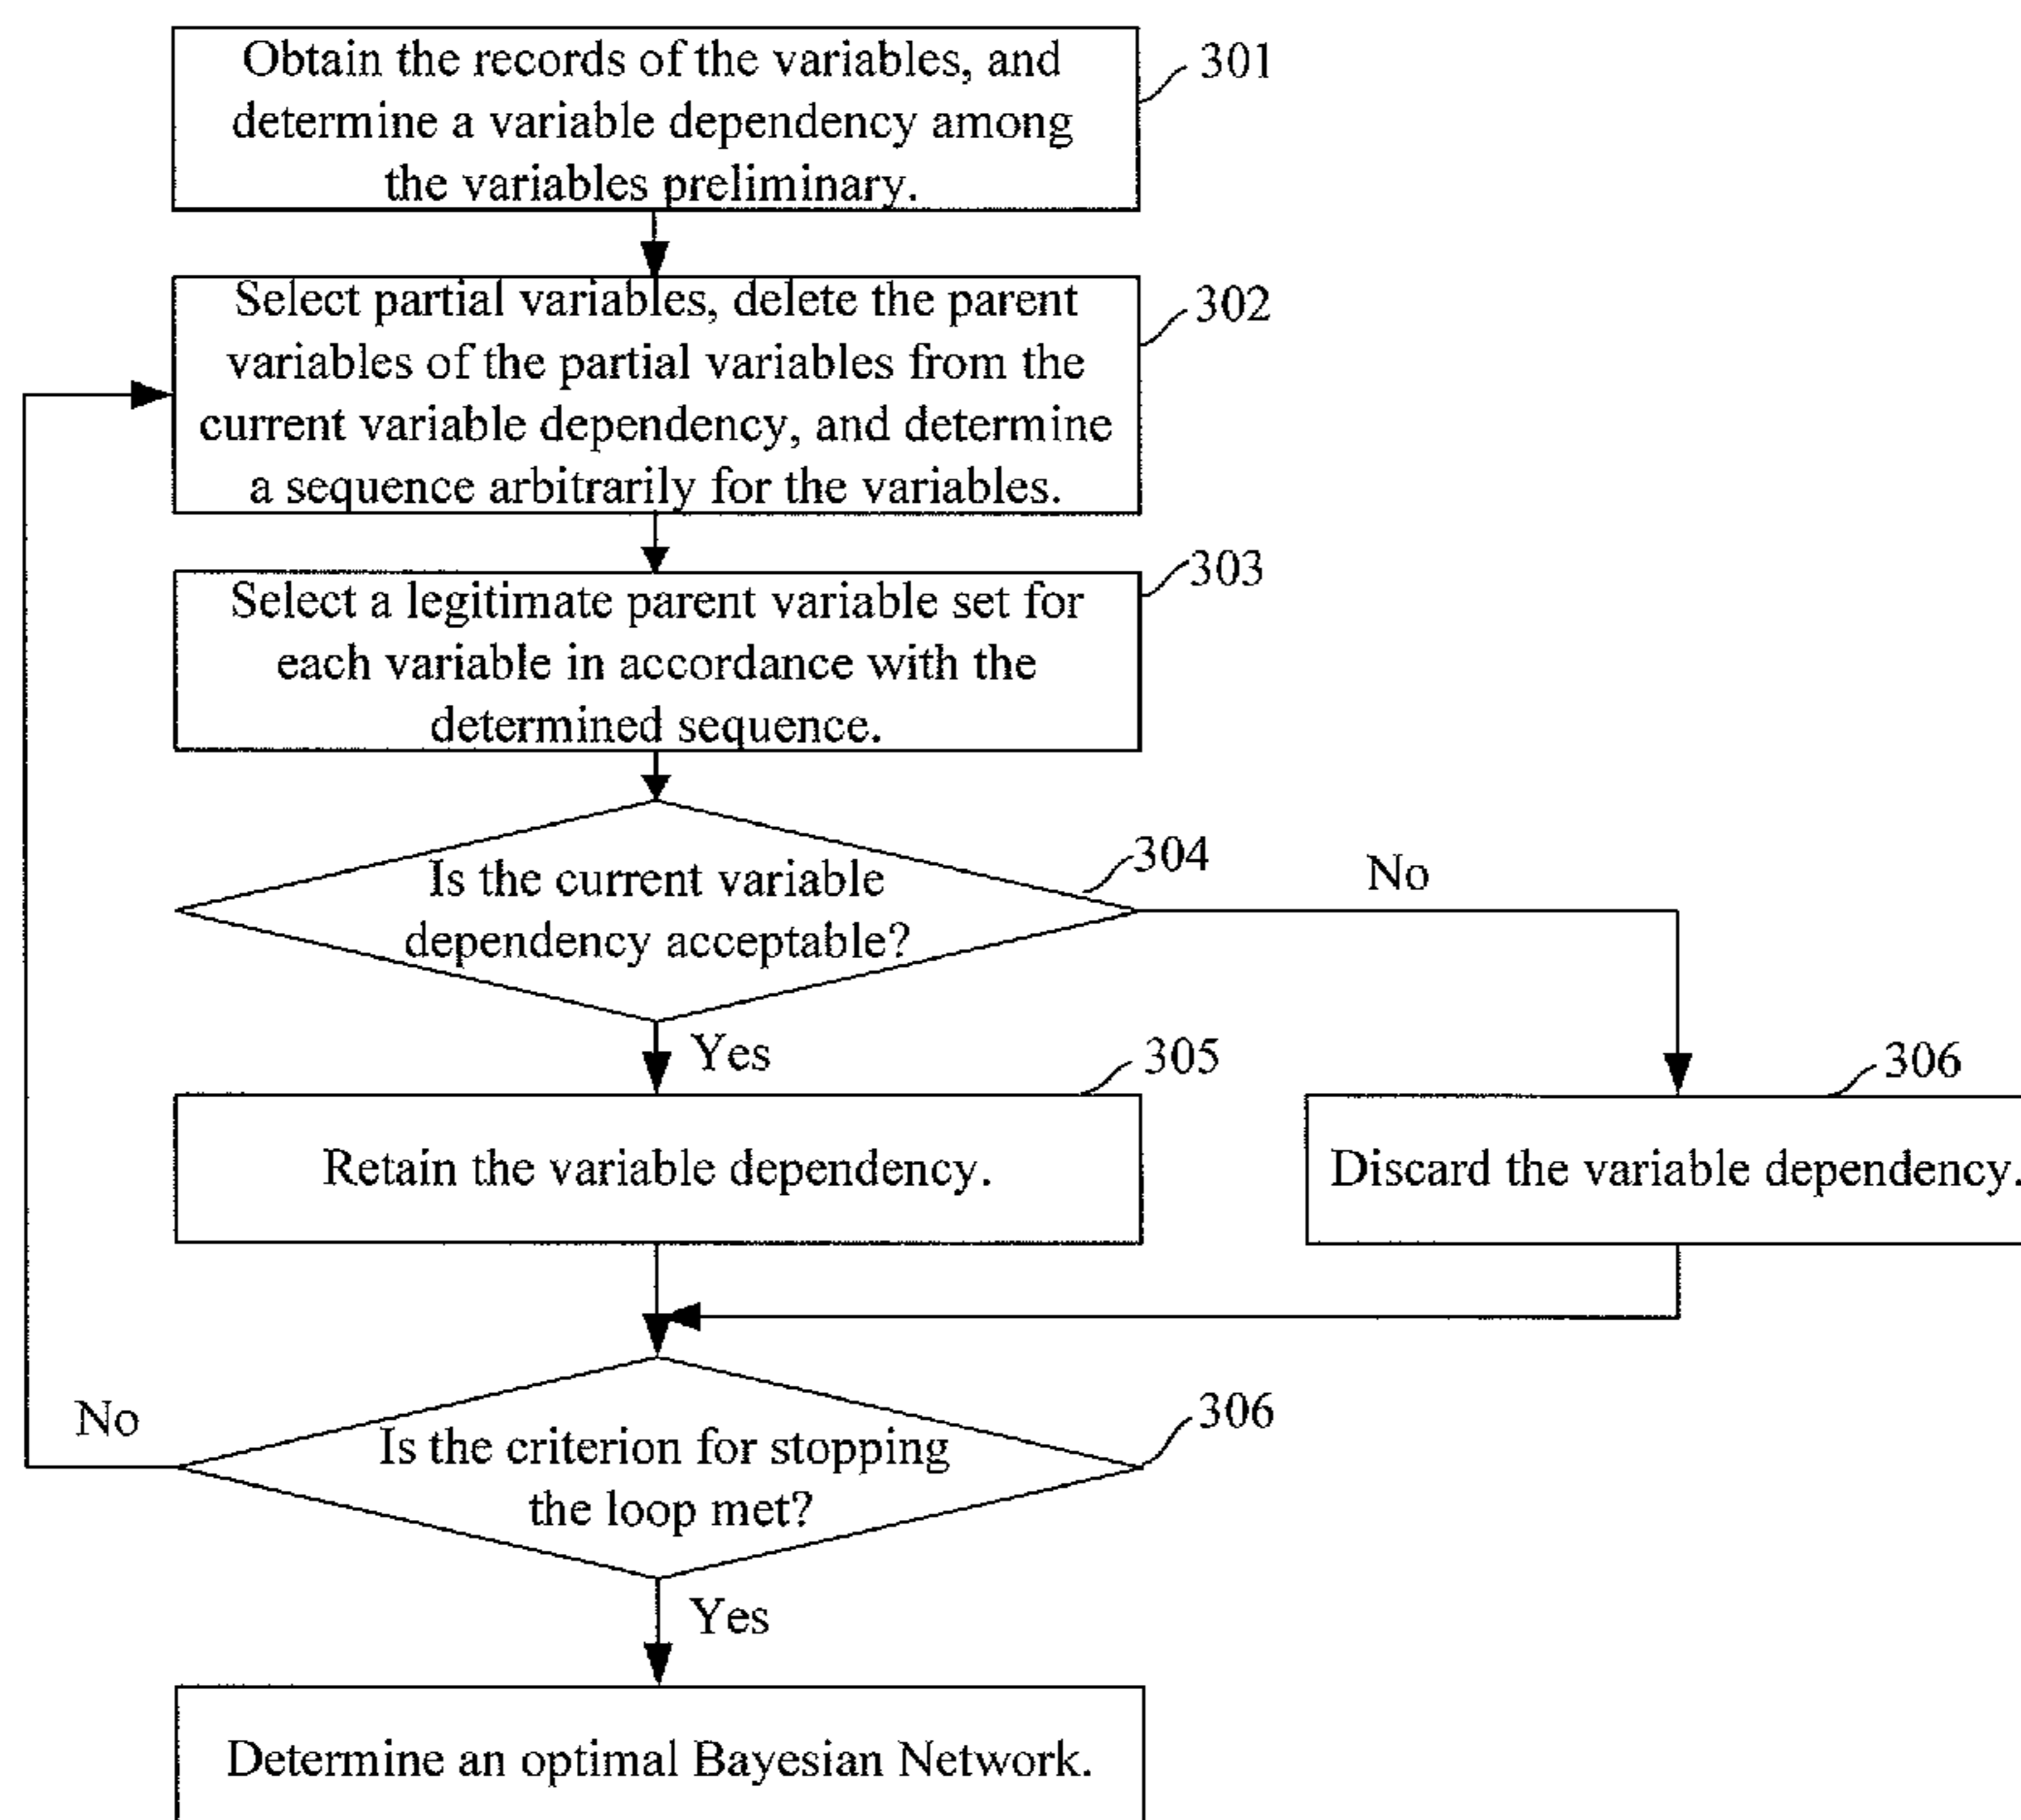 Obtain the records of the variables, and
determine a variable dependency among
the variables preliminary.
301
Select partial variables, delete the parent
variables of the partial variables from the
current variable dependency, and determine
a sequence arbitrarily for the variables.
302
Select a legitimate parent variable set for
each variable in accordance with the
determined sequence.
303
Is the current variable
dependency acceptable?
304
No
Yes
Retain the variable dependency.
305
Discard the variable dependency.
306
Is the criterion for stopping
the loop met?
306
No
Yes
Determine an optimal Bayesian Network.